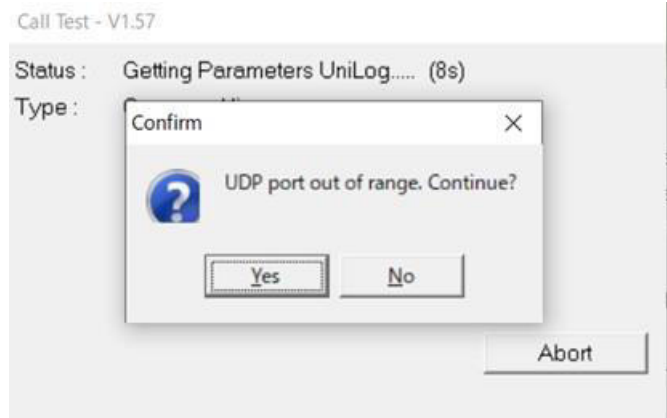 Call Test - V1.57
Status : Getting Parameters UniLog..... (8s)
Type :
Confirm
UDP port out of range. Continue?
Yes No
Abort